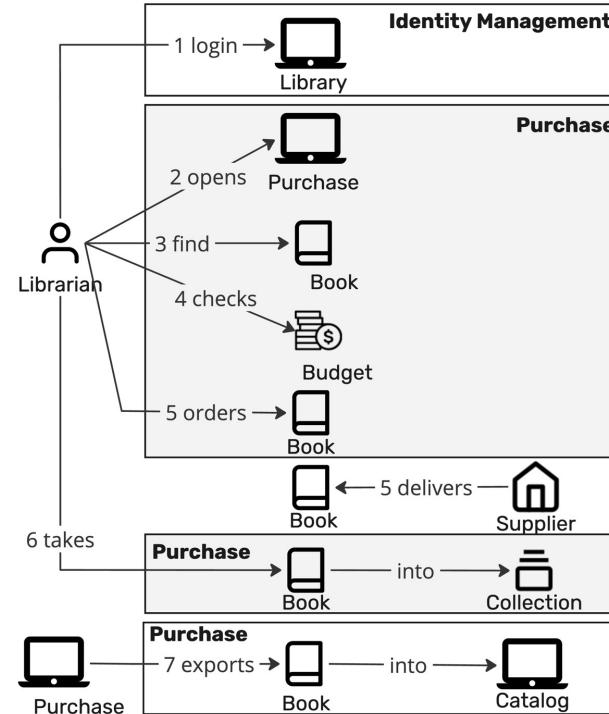 Identity Management
1 login
Library
Purchase
2 opens
Purchase
3 find
Book
Librarian
4 checks
Budget
5 orders
Book
5 delivers
Book
Supplier
6 takes
Purchase
into
Book
Collection
Purchase
7 exports
into
Purchase
Book
Catalog